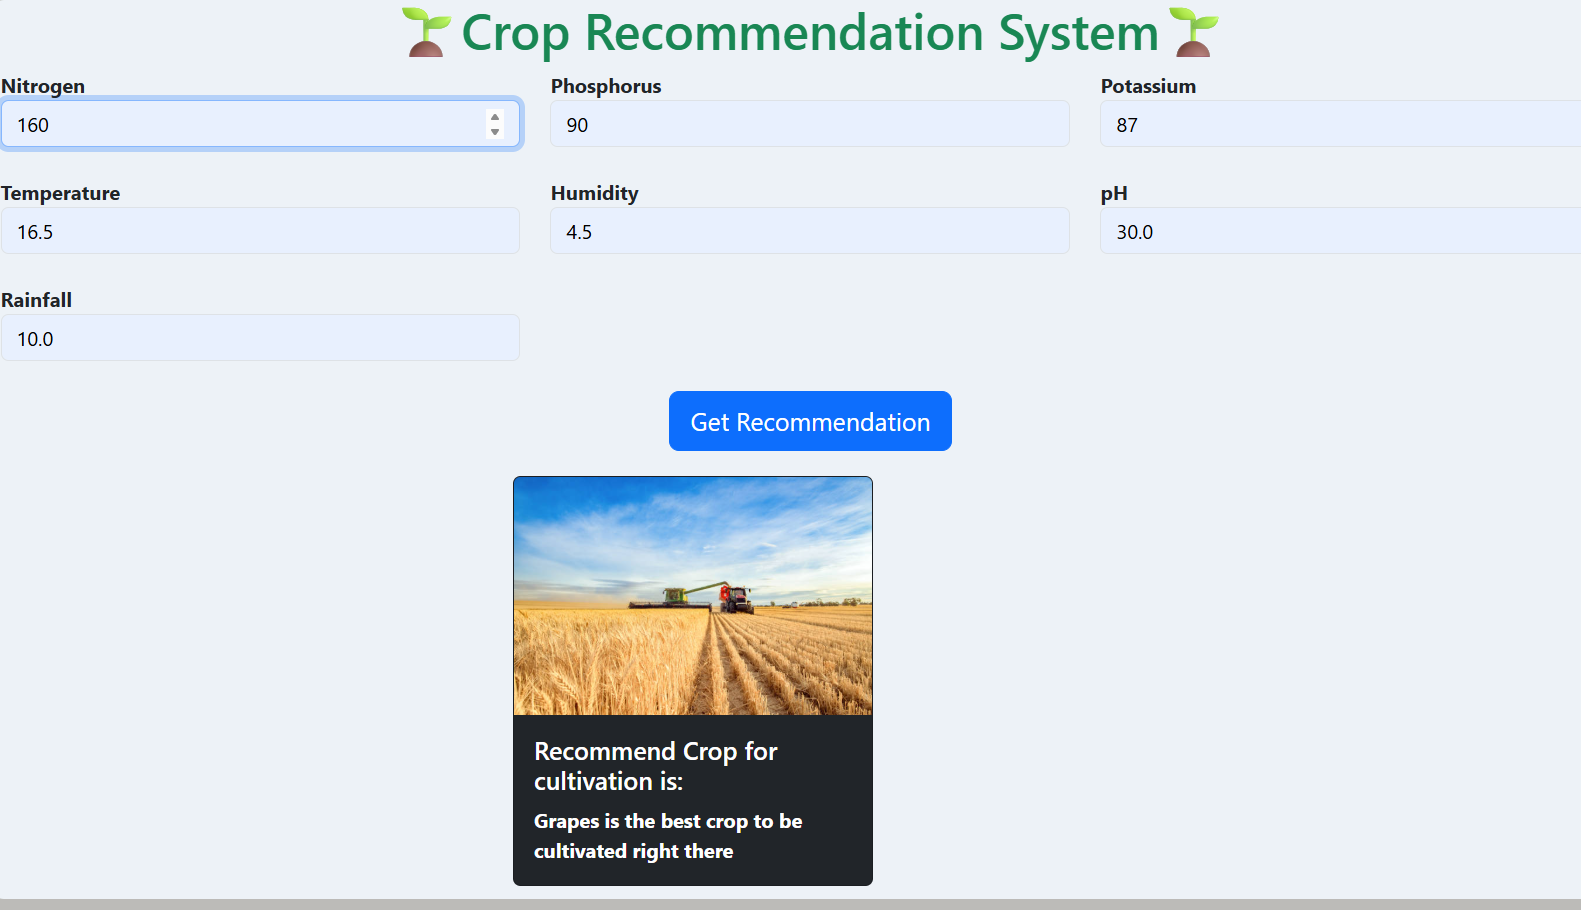 Crop Recommendation System
Nitrogen Phosphorus Potassium
160 90 87
Temperature Humidity pH
16.5 4.5 30.0
Rainfall
10.0
Get Recommendation
Recommend Crop for
cultivation is:
Grapes is the best crop to be
cultivated right there